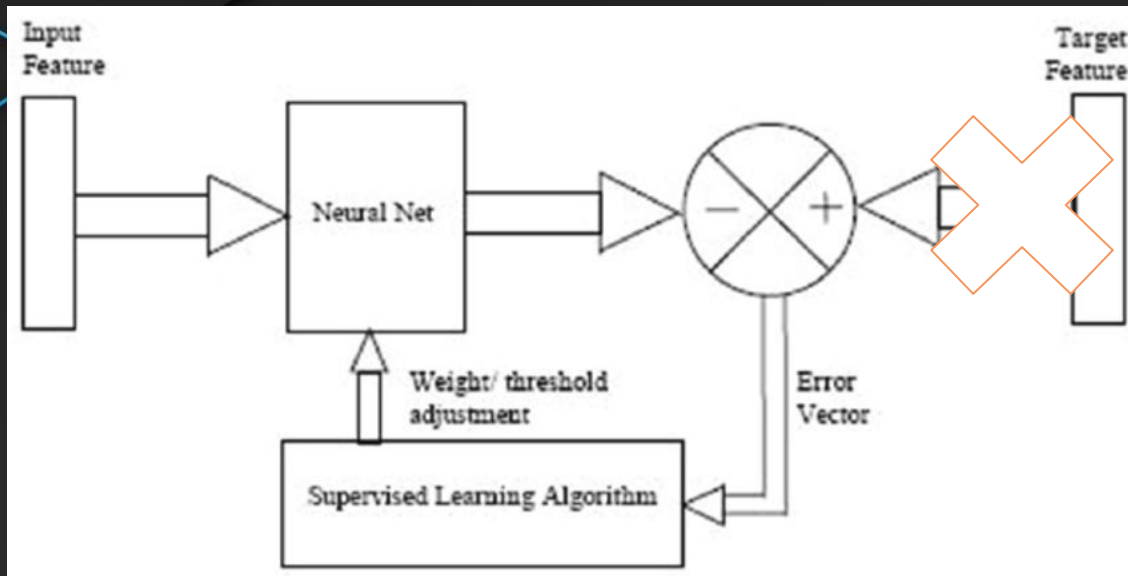 Input
Feature
Target
Feature
Neural Net
−
+
Weight/ threshold
adjustment
Error
Vector
Supervised Learning Algorithm